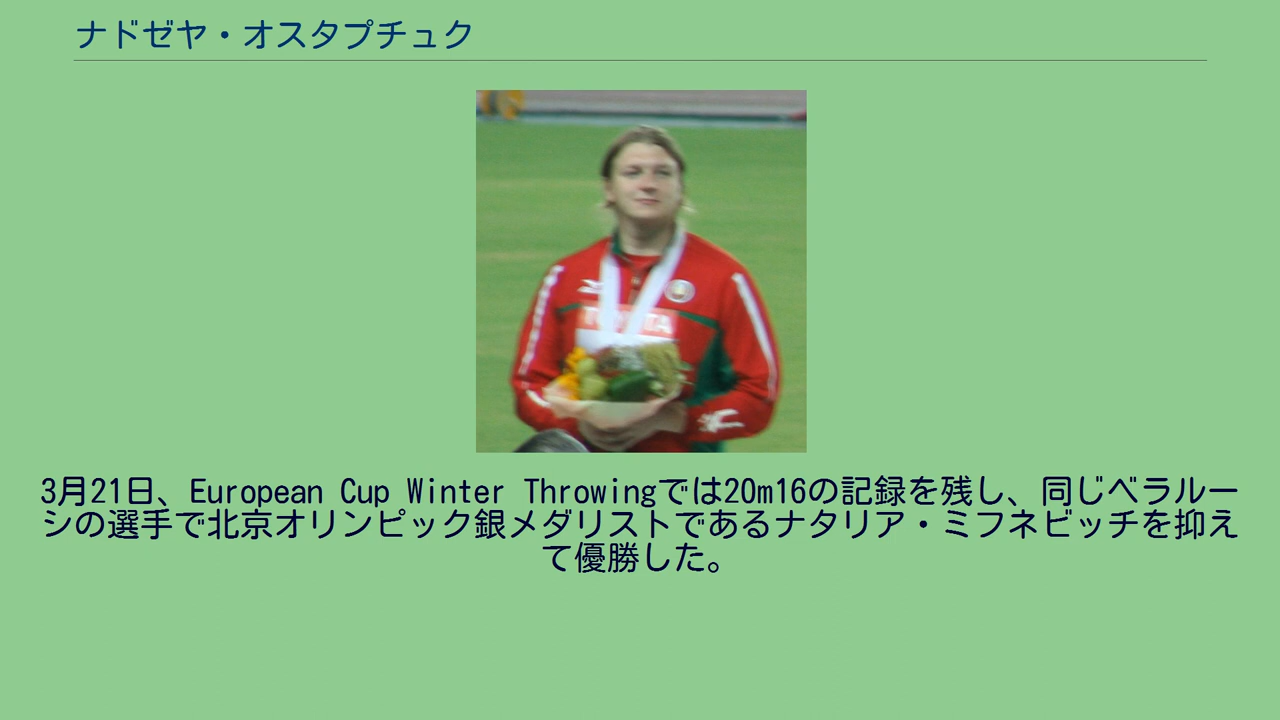 ナドゼヤ・オスタプチュク
TOYOTA
3月21日、European Cup Winter Throwingでは20m16の記録を残し、同じベラルー
シの選手で北京オリンピック銀メダリストであるナタリア・ミフネビッチを抑え
て優勝した。